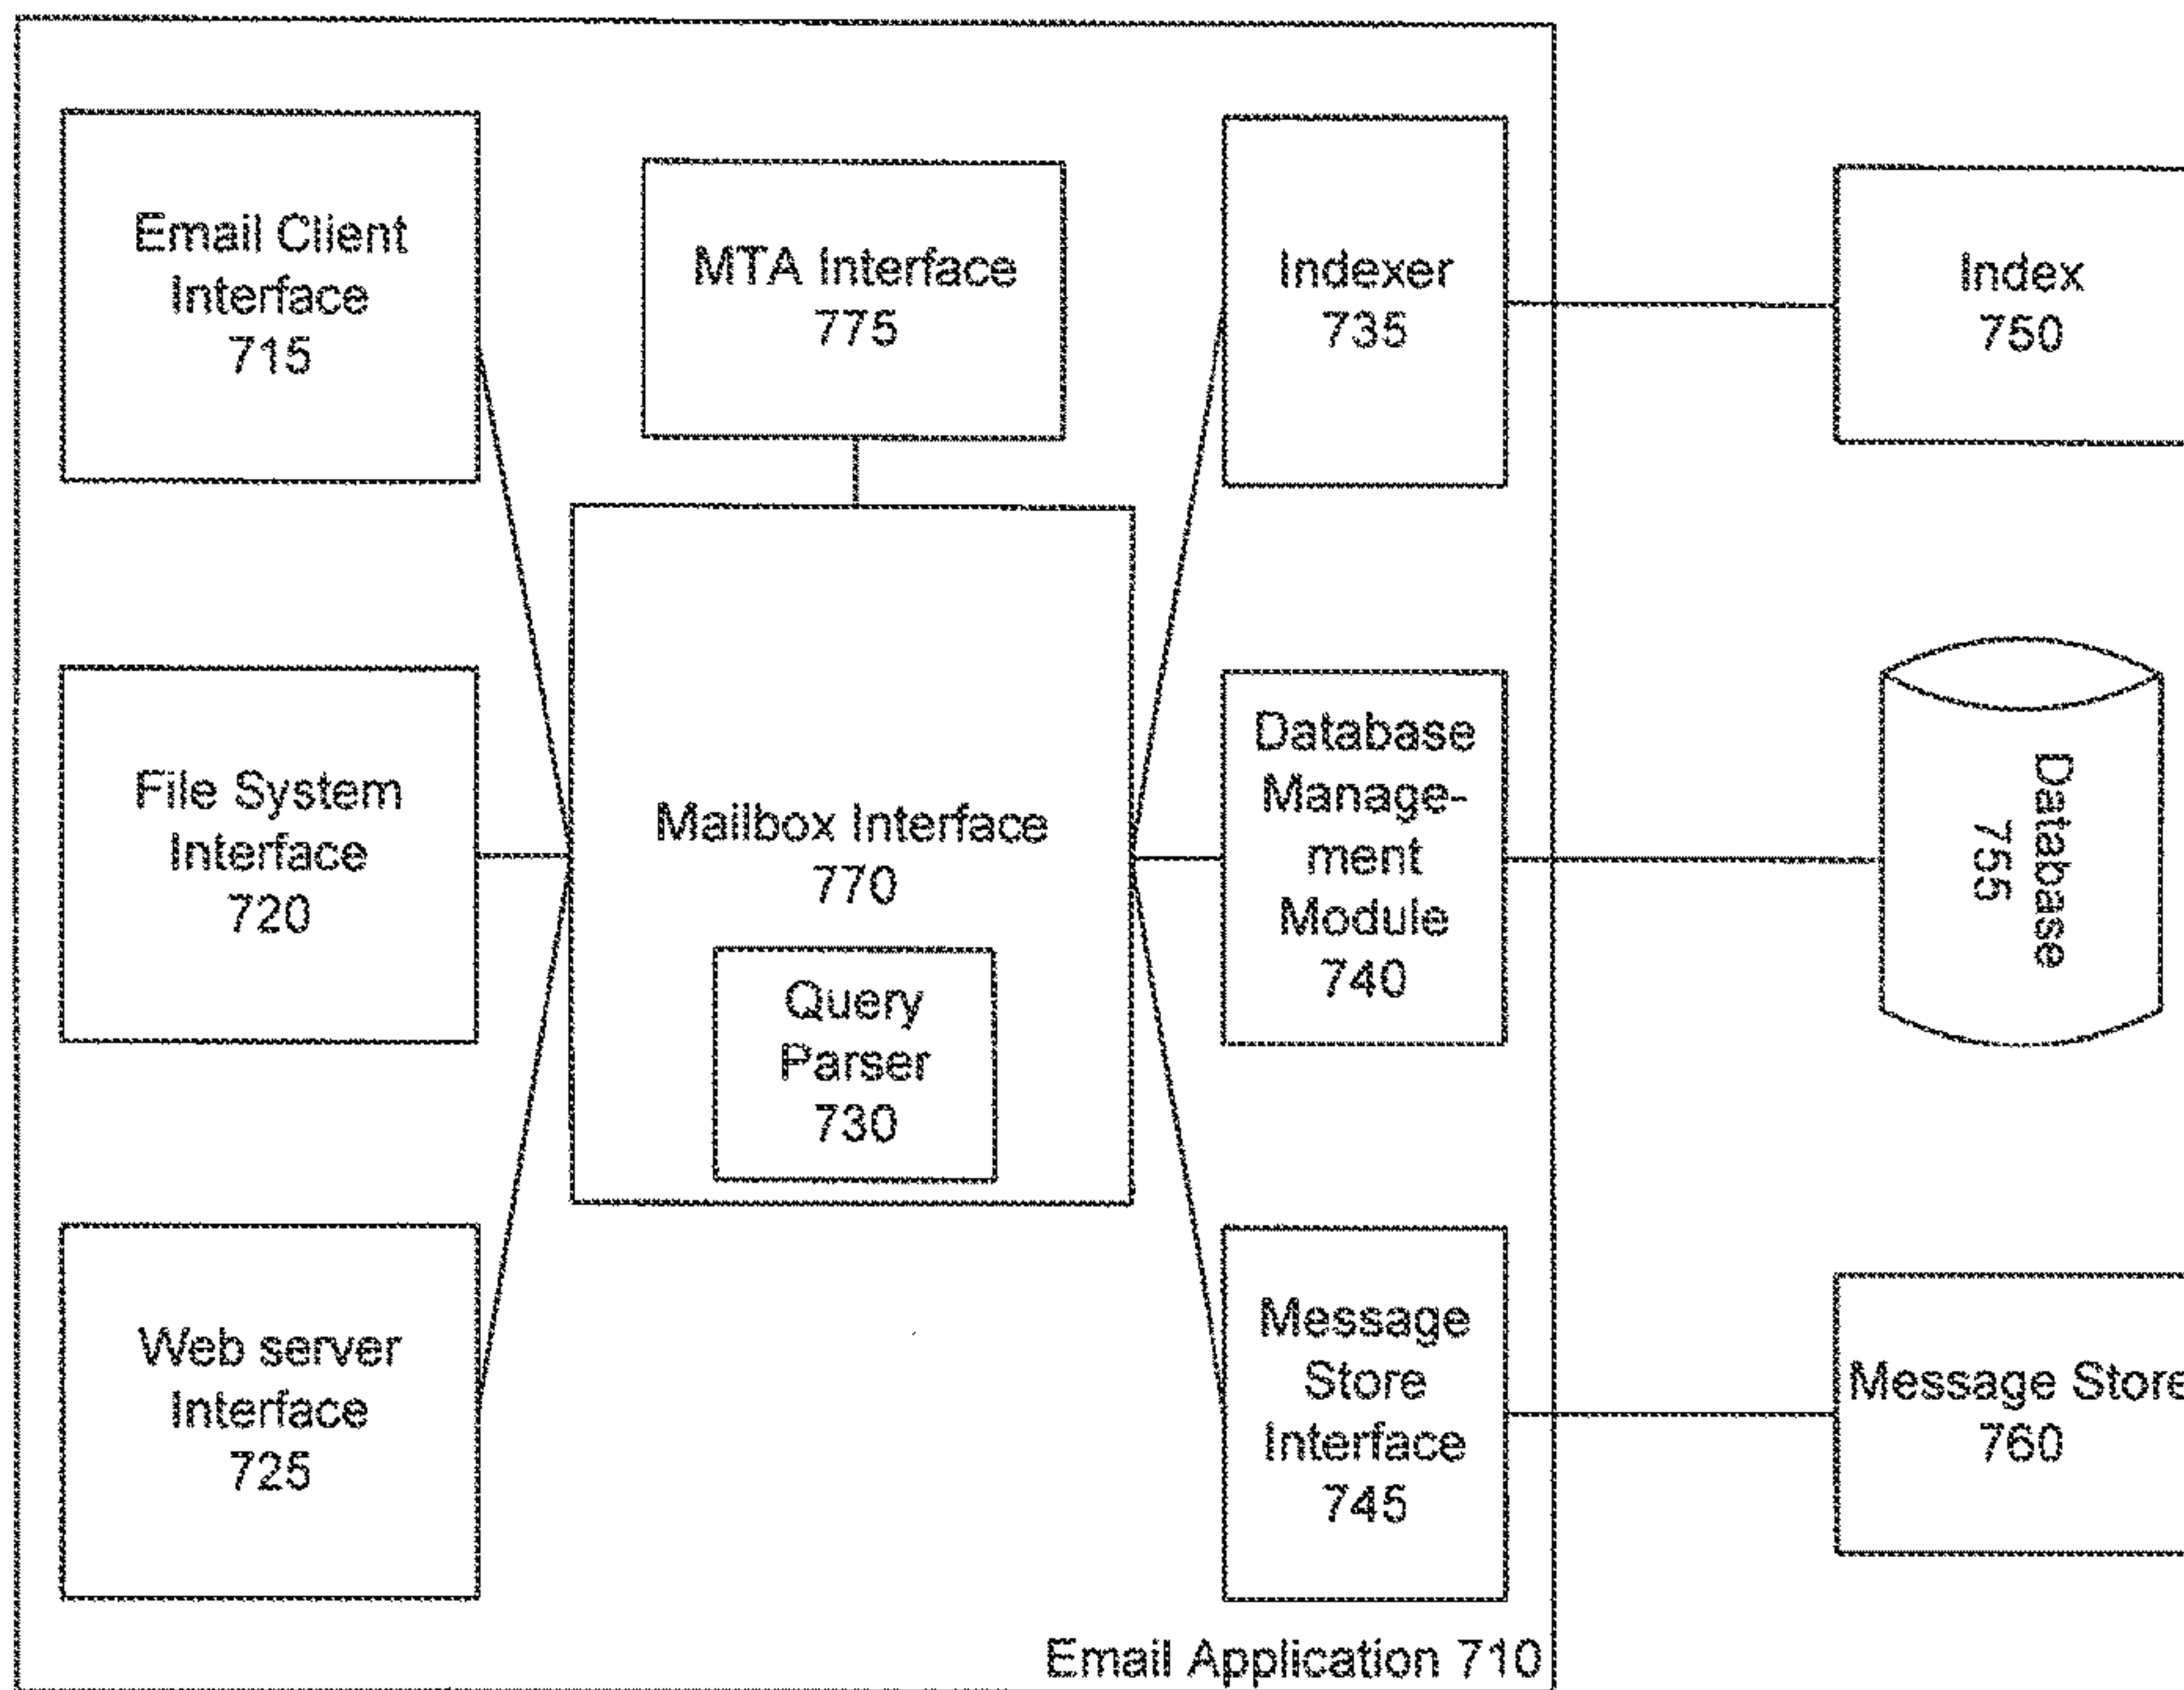 Email Client
Interface
715
MTA Interface
775
Indexer
735
Index
750
File System
Interface
720
Mailbox Interface
770
Query
Parser
730
Database
Manage-
ment
Module
740
Database
755
Web server
Interface
725
Message
Store
Interface
745
Message Store
760
Email Application 710